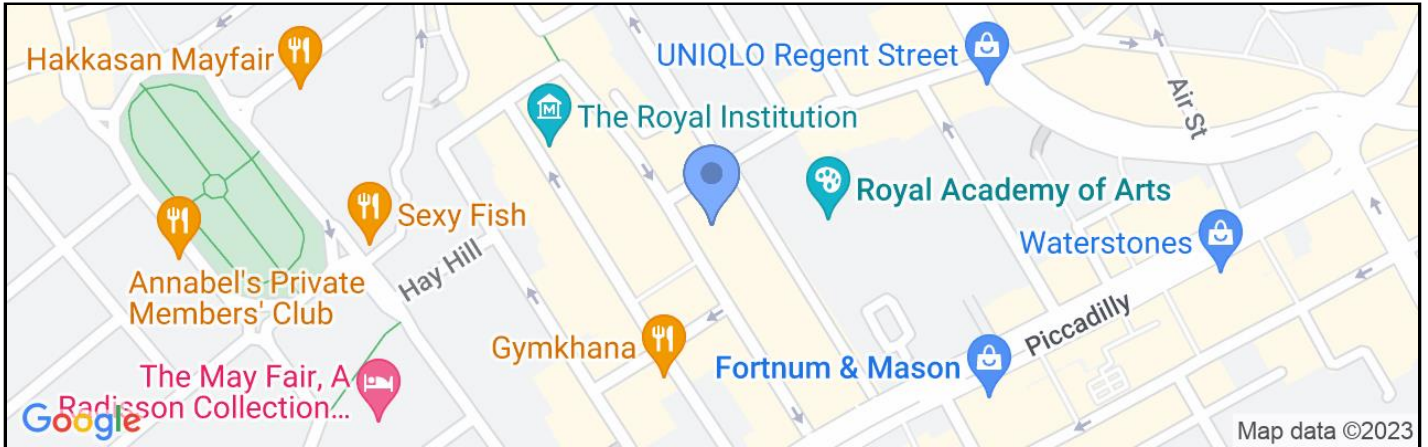 Hakkasan Mayfair
UNIQLO Regent Street
Air St
The Royal Institution
Royal Academy of Arts
Sexy Fish
Waterstones
Annabel's Private
Members' Club
Hay Hill
Piccadilly
Gymkhana
Fortnum & Mason
The May Fair, A
Radisson Collection...
Google
Map data ©2023